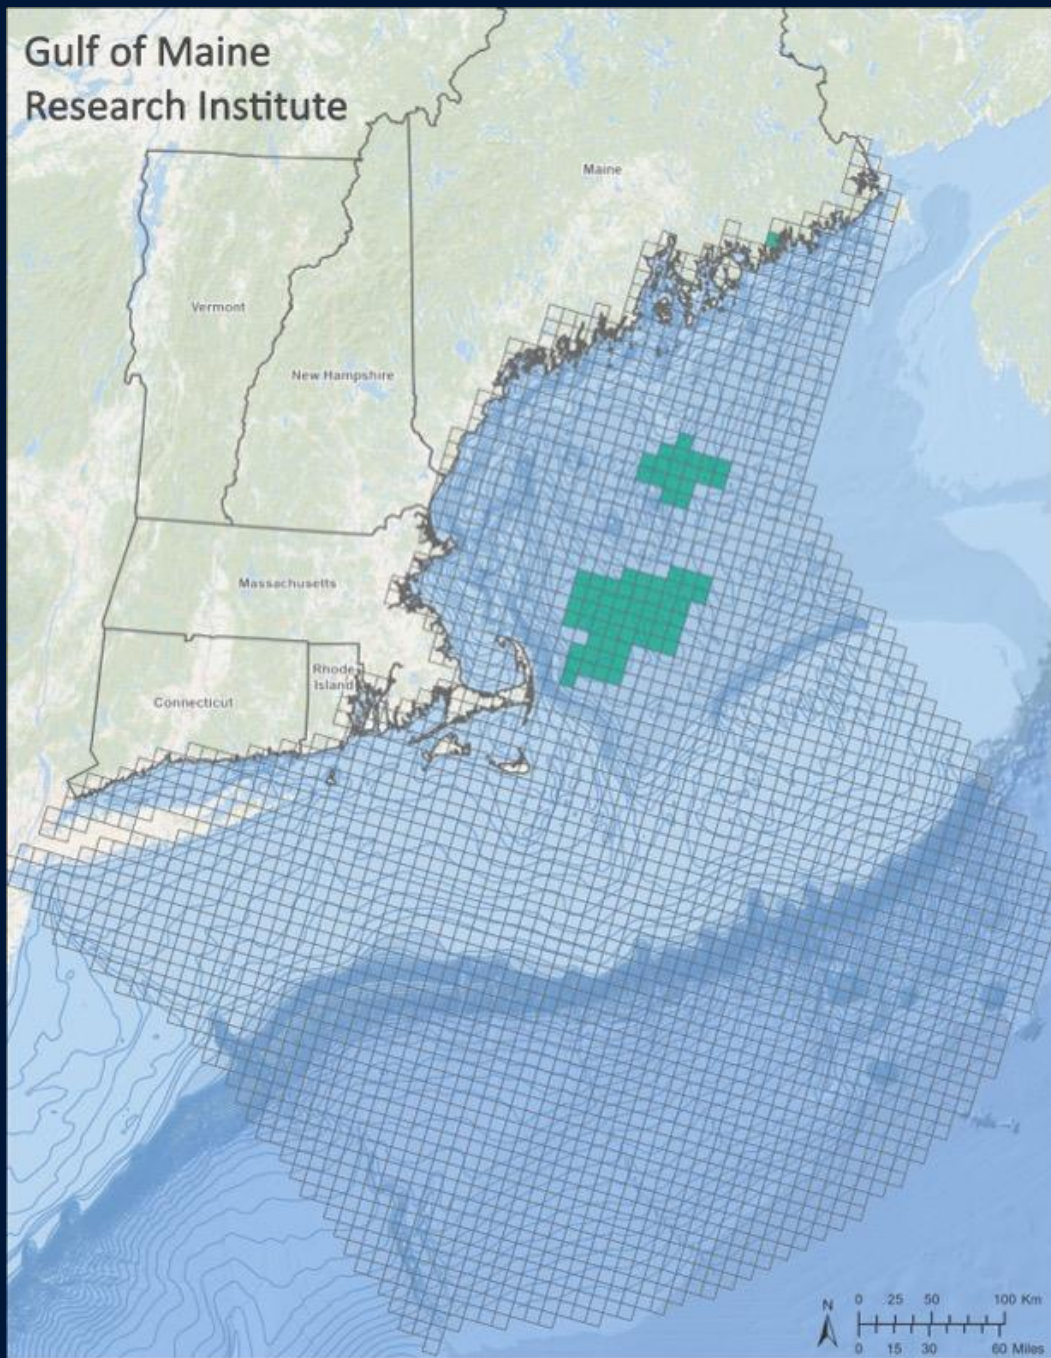 Gulf of Maine
Research Institute
Maine
Vermont
New Hampshire
Massachusetts
Rhode
Island
Connecticut
N
0 25 50 100 Km
0 15 30 60 Miles